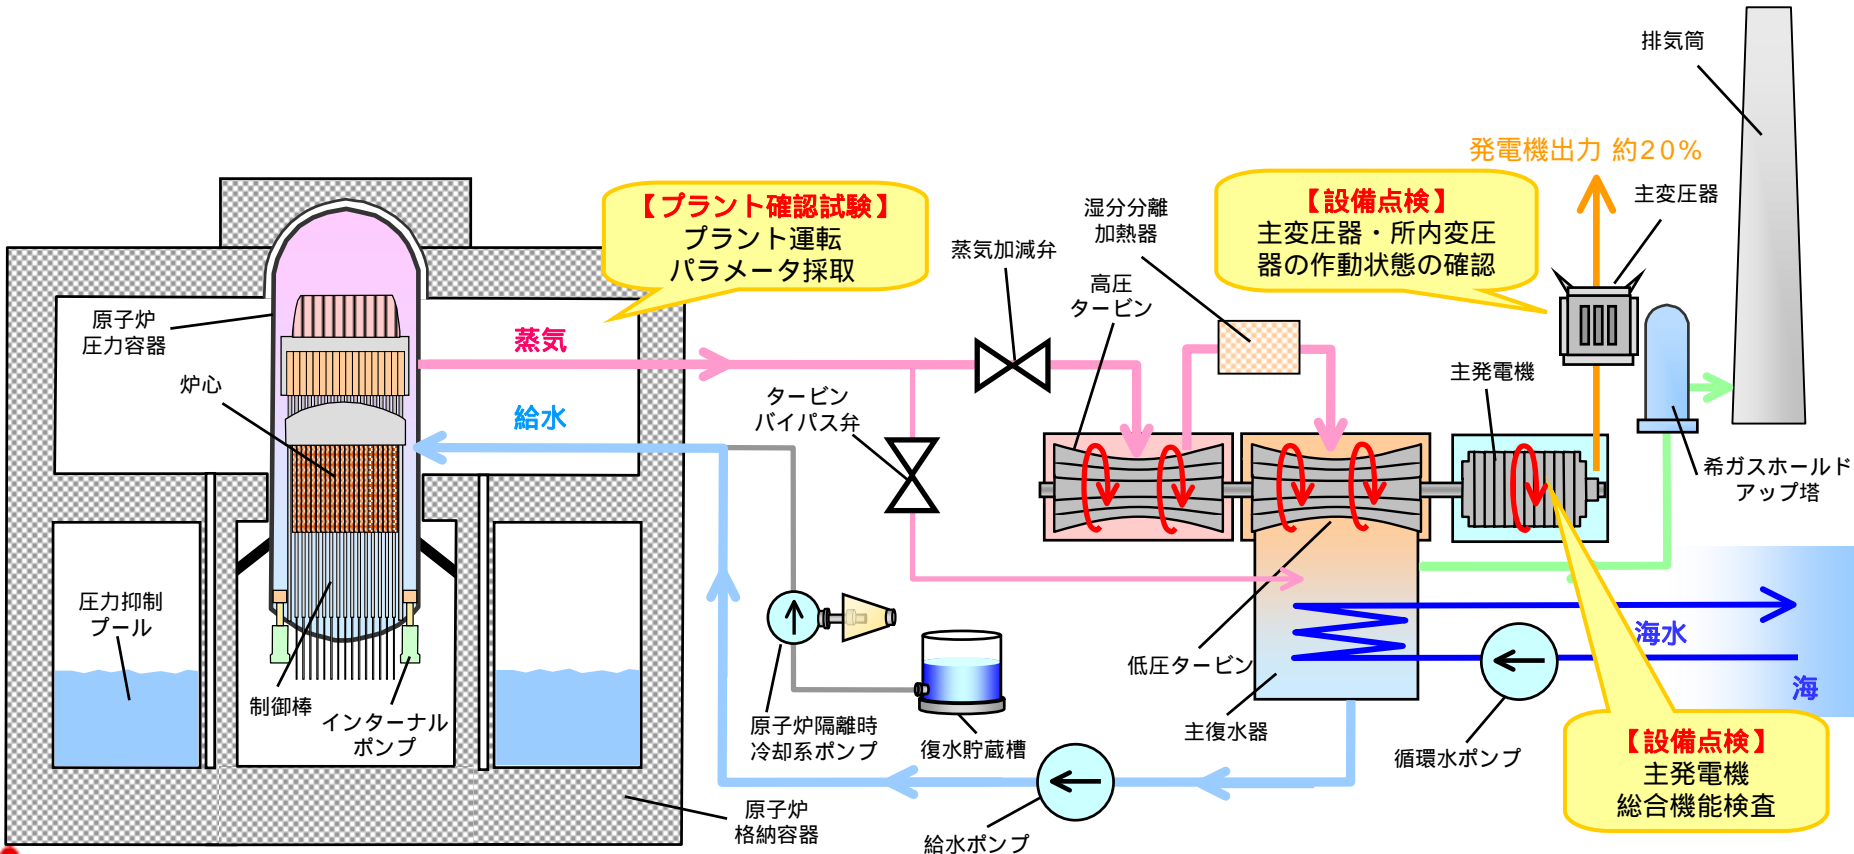 排気筒
発電機出力 約20%
主変圧器
【プラント確認試験】
プラント運転
パラメータ採取
【設備点検】
主変圧器・所内変圧
器の作動状態の確認
湿分分離
加熱器
蒸気加減弁
高圧
タービン
原子炉
圧力容器
蒸気
炉心
タービン
バイパス弁
主発電機
給水
希ガスホールド
アップ塔
圧力抑制
プール
海水
低圧タービン
海
制御棒
インターナル
ポンプ
原子炉隔離時
冷却系ポンプ
復水貯蔵槽
主復水器
循環水ポンプ
【設備点検】
主発電機
総合機能検査
原子炉
格納容器
給水ポンプ